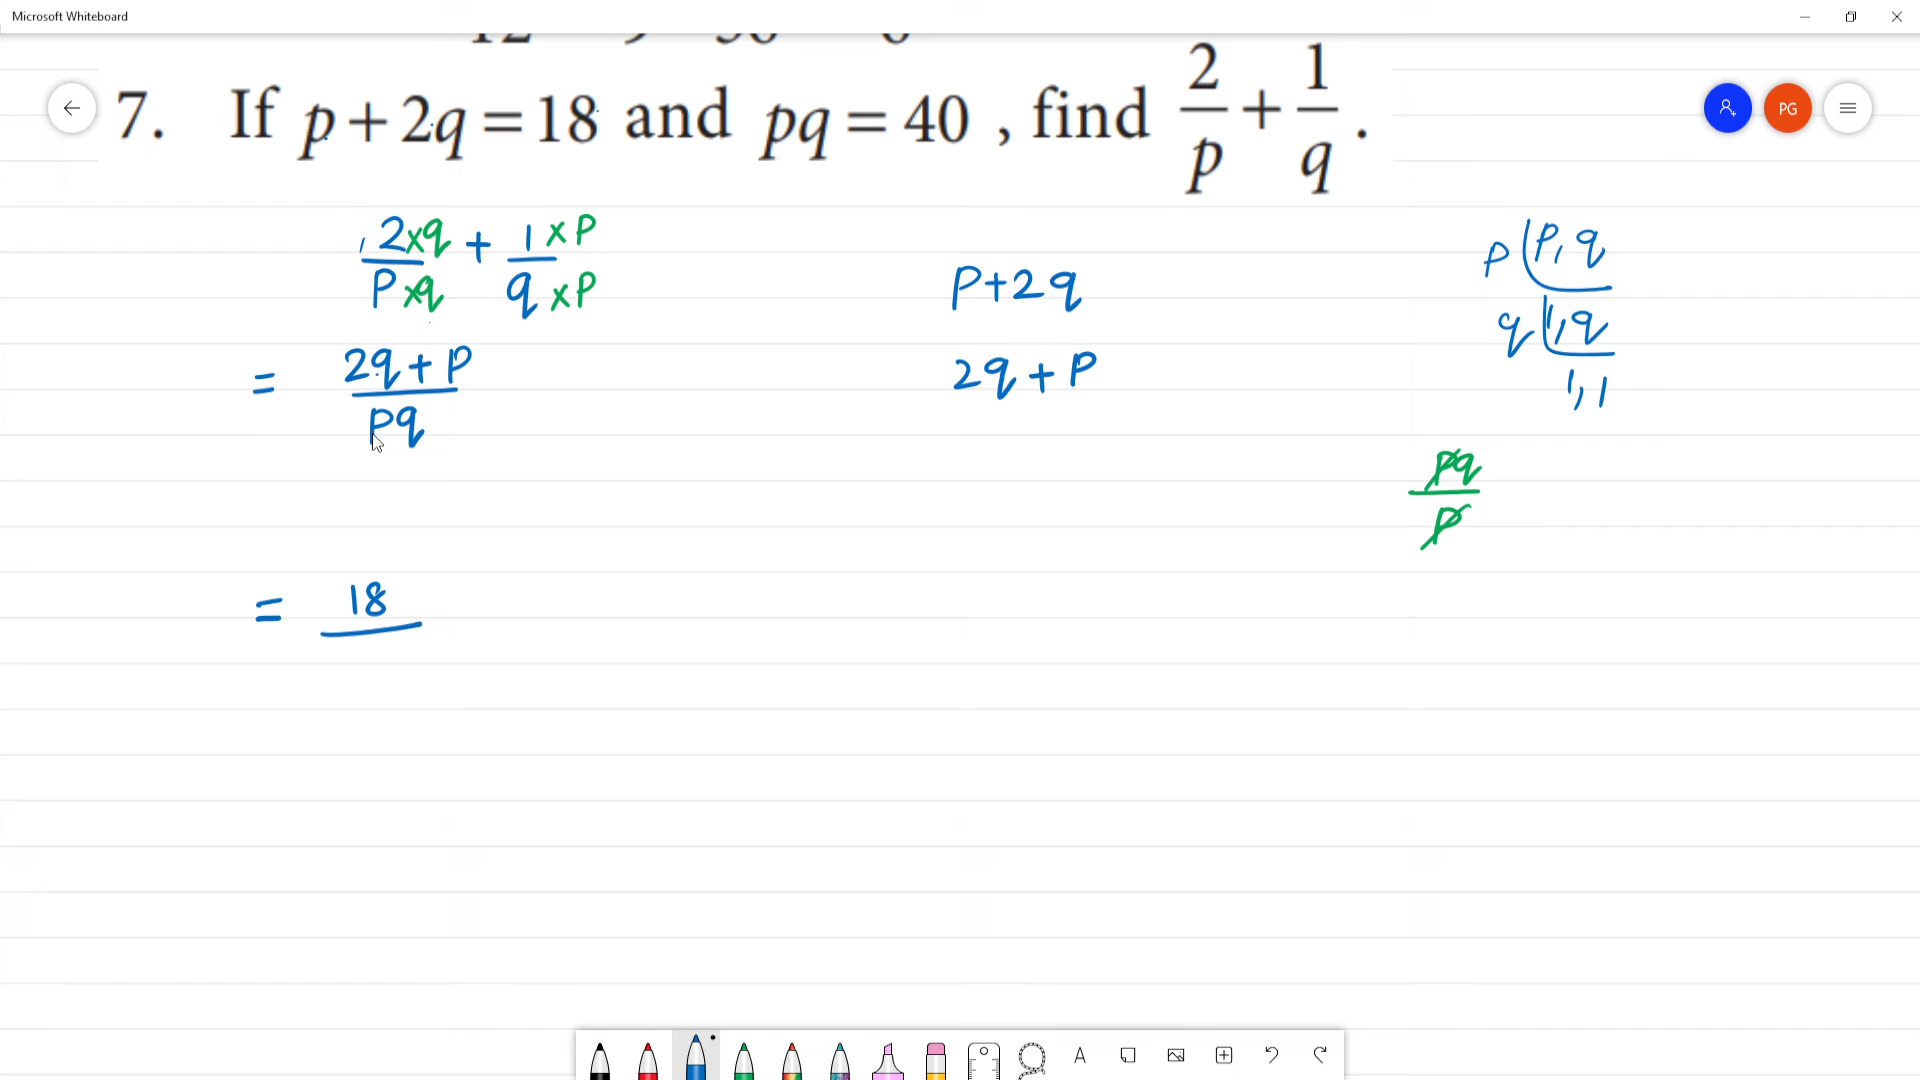 Microsoft Whiteboard
7. If p + 2q = 18 and pq = 40 , find 2/p + 1/q .
PG
2×q/p×q + 1×p/q×p
= 2q + p/pq
= 18
p+2q
2q + p
p | p, q
q | 1, q
1, 1
pq/p
A